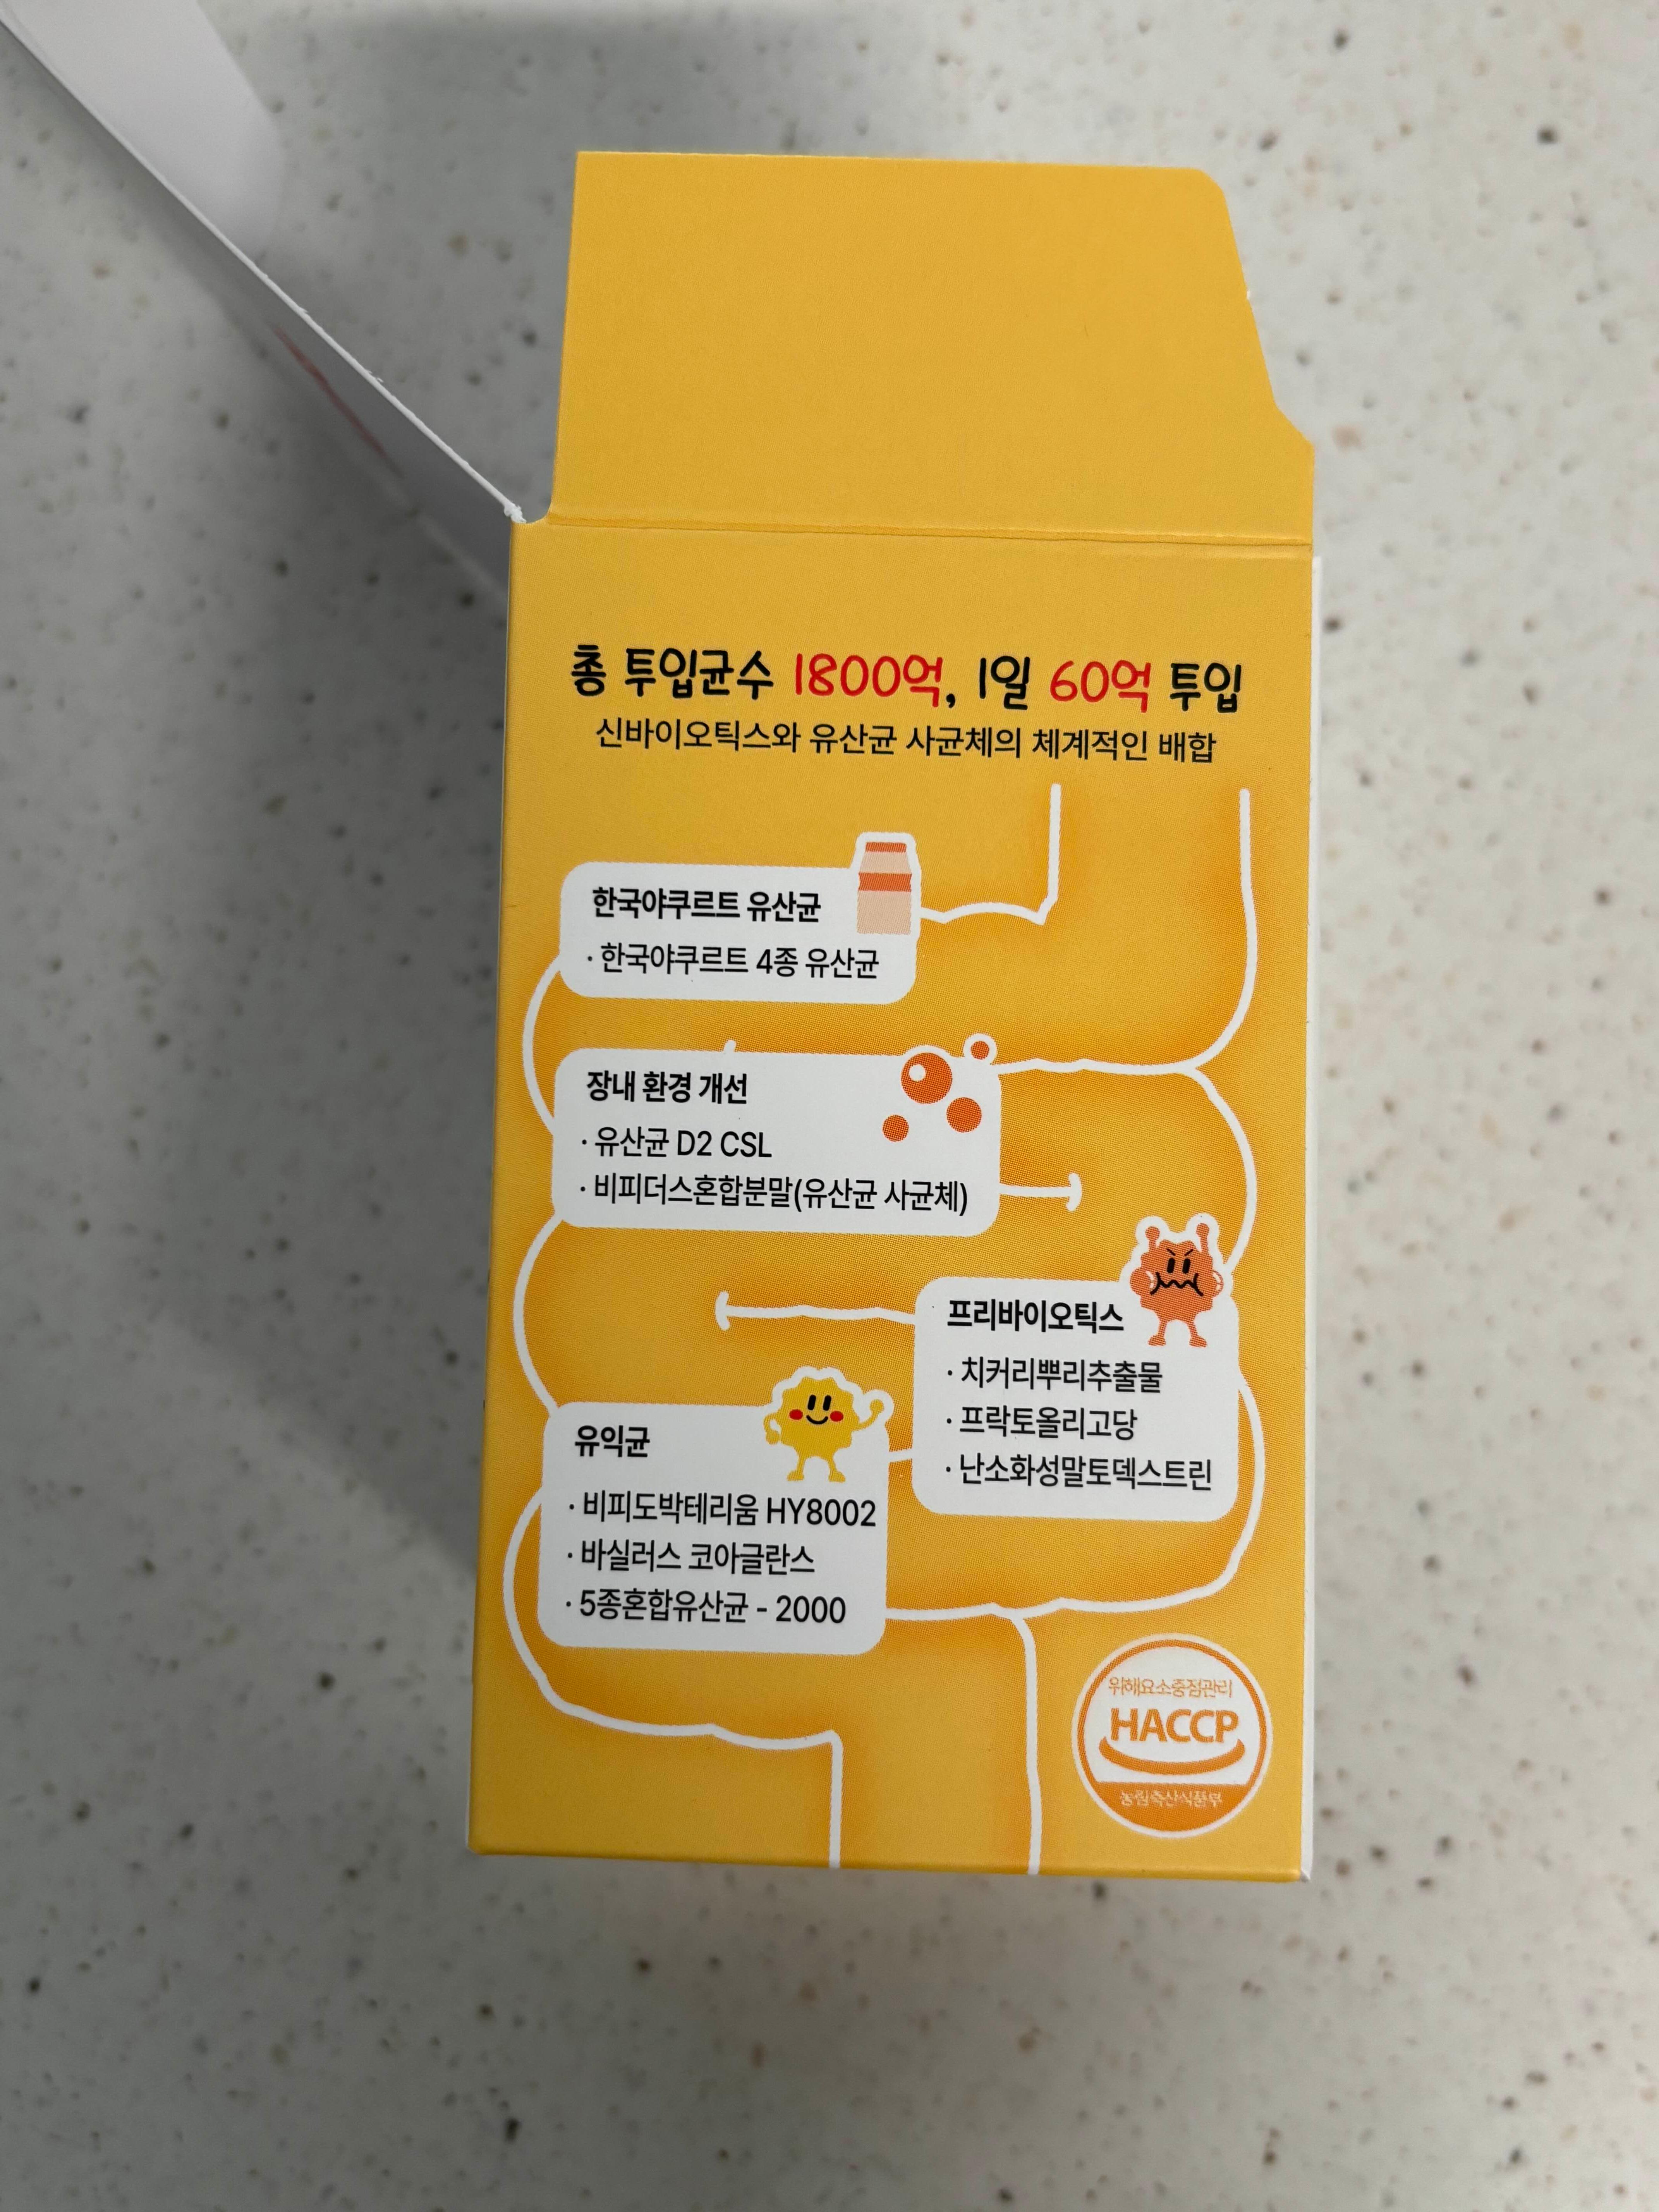 총 투입균수 1800억, 1일 60억 투입
신바이오틱스와 유산균 사균체의 체계적인 배합
한국야쿠르트 유산균
· 한국야쿠르트 4종 유산균
장내 환경 개선
· 유산균 D2 CSL
· 비피더스혼합분말(유산균 사균체)
프리바이오틱스
· 치커리뿌리추출물
· 프락토올리고당
· 난소화성말토덱스트린
유익균
· 비피도박테리움 HY8002
· 바실러스 코아글란스
· 5종혼합유산균 - 2000
위해요소중점관리
HACCP
농림축산식품부